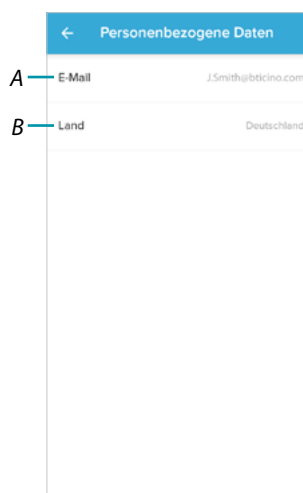 ← Personenbezogene Daten
A E-Mail J.Smith@bticino.com
B Land Deutschland